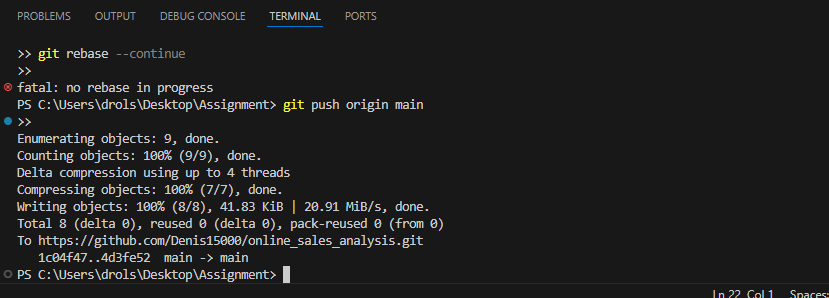 PROBLEMS OUTPUT DEBUG CONSOLE TERMINAL PORTS
>> git rebase --continue
>>
fatal: no rebase in progress
PS C:\Users\drols\Desktop\Assignment> git push origin main
>>
Enumerating objects: 9, done.
Counting objects: 100% (9/9), done.
Delta compression using up to 4 threads
Compressing objects: 100% (7/7), done.
Writing objects: 100% (8/8), 41.83 KiB | 20.91 MiB/s, done.
Total 8 (delta 0), reused 0 (delta 0), pack-reused 0 (from 0)
To https://github.com/Denis15000/online_sales_analysis.git
   1c04f47..4d3fe52  main -> main
PS C:\Users\drols\Desktop\Assignment>
Ln 22, Col 1 Spaces: